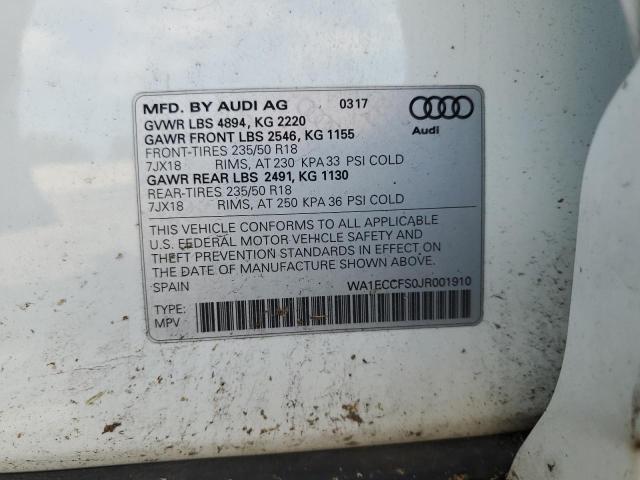 MFD. BY AUDI AG 0317
Audi
GVWR LBS 4894, KG 2220
GAWR FRONT LBS 2546, KG 1155
FRONT-TIRES 235/50 R18
7JX18 RIMS, AT 230 KPA 33 PSI COLD
GAWR REAR LBS 2491, KG 1130
REAR-TIRES 235/50 R18
7JX18 RIMS, AT 250 KPA 36 PSI COLD
THIS VEHICLE CONFORMS TO ALL APPLICABLE
U.S. FEDERAL MOTOR VEHICLE SAFETY AND
THEFT PREVENTION STANDARDS IN EFFECT ON
THE DATE OF MANUFACTURE SHOWN ABOVE.
SPAIN WA1ECCFS0JR001910
TYPE:
MPV